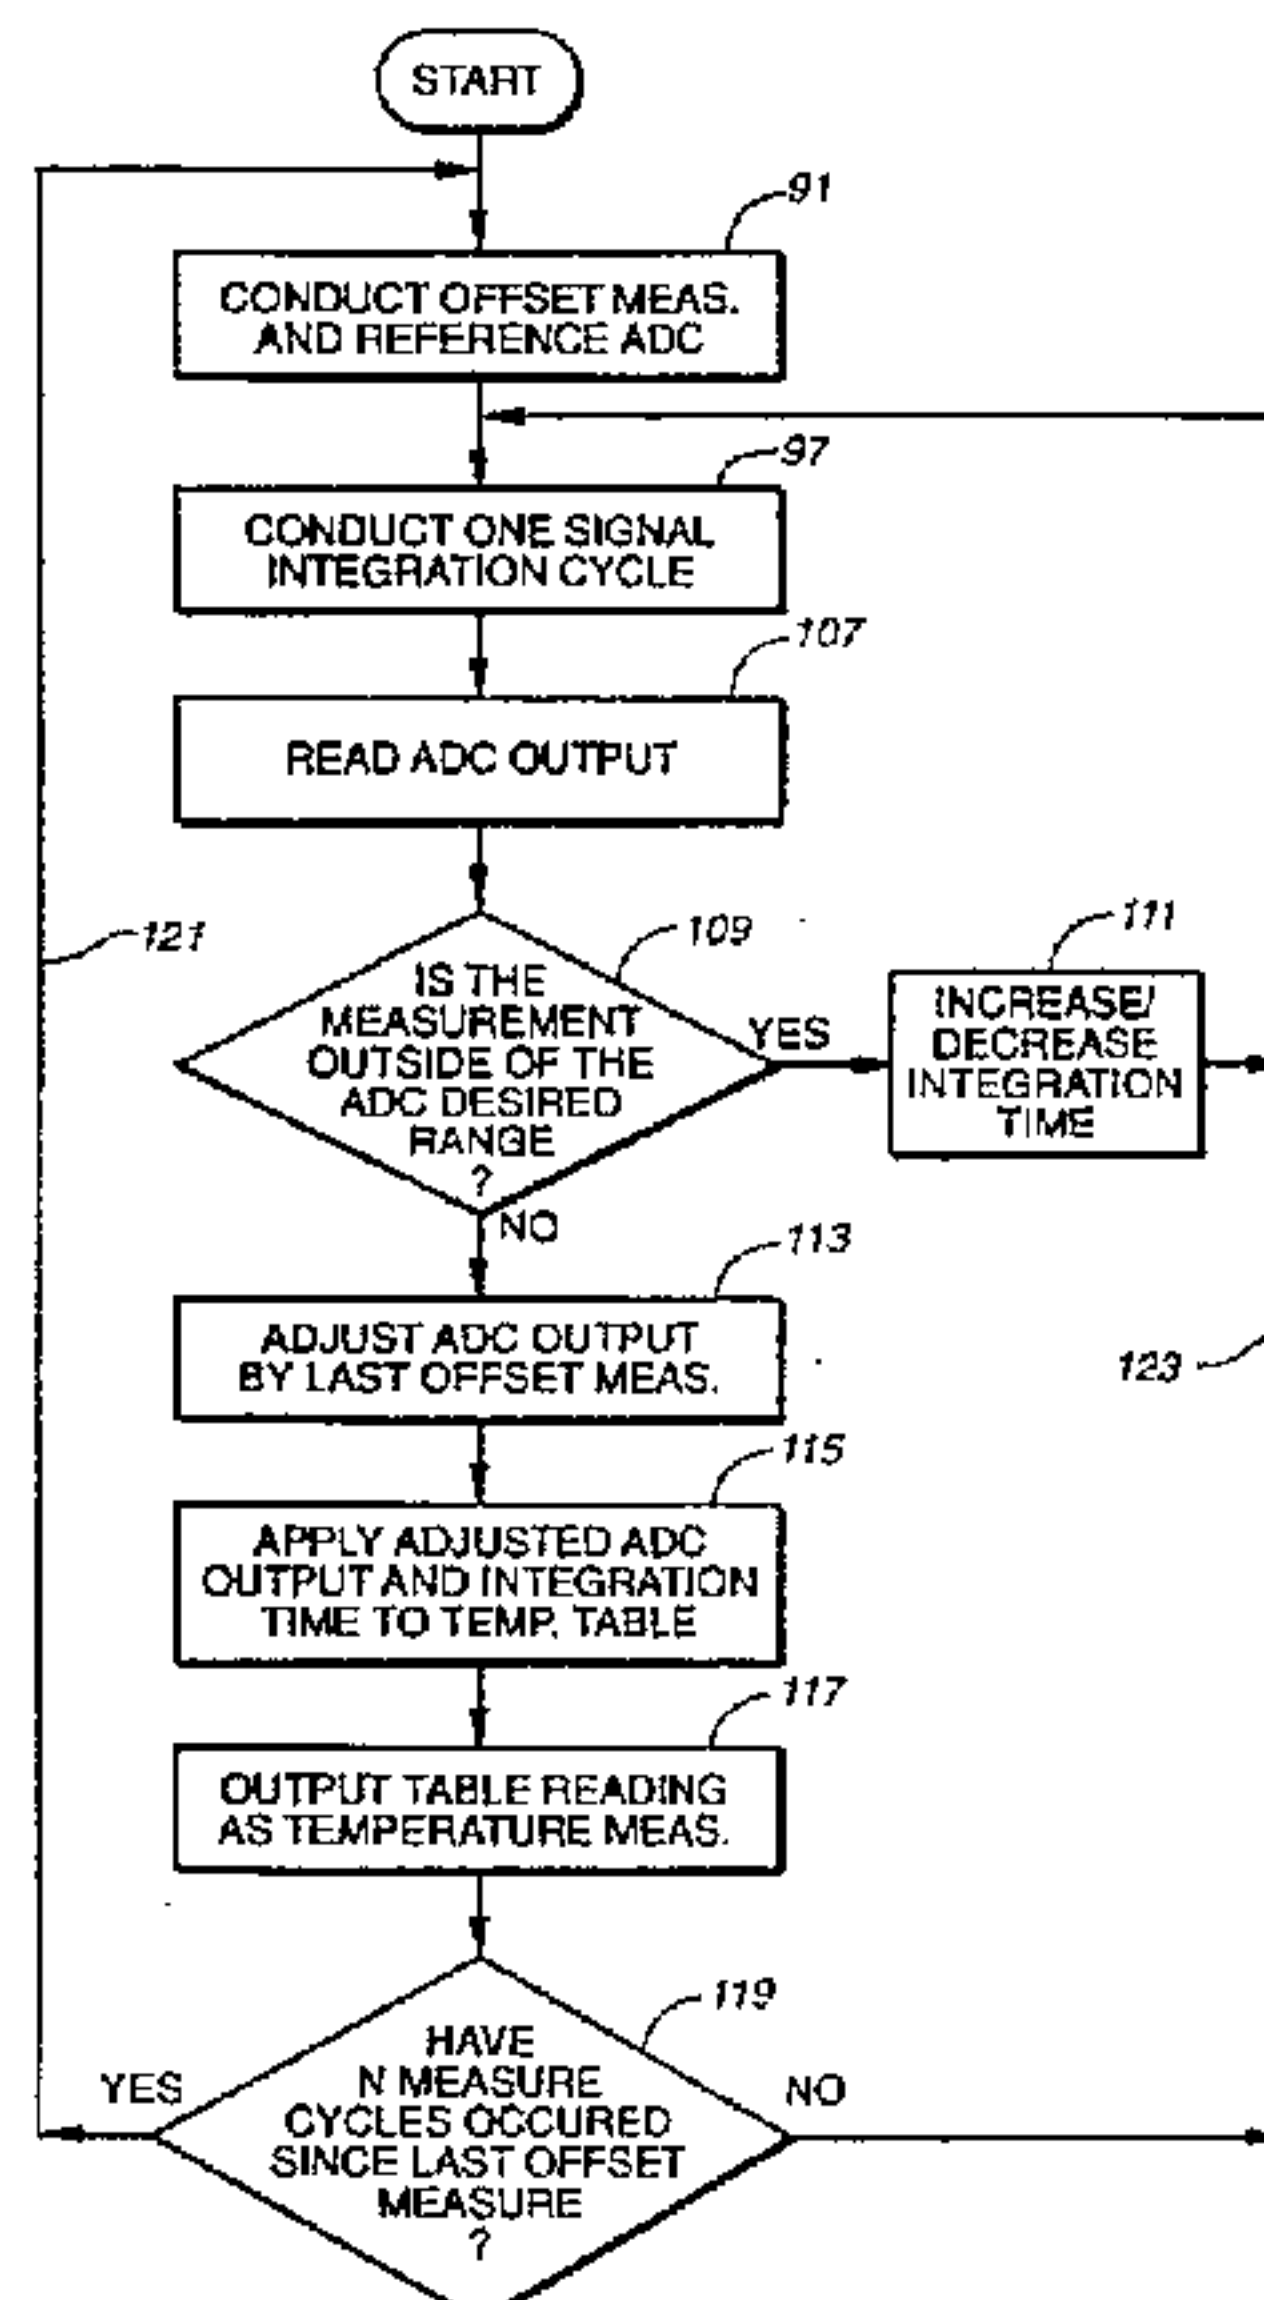 START
91
CONDUCT OFFSET MEAS.
AND REFERENCE ADC
97
CONDUCT ONE SIGNAL
INTEGRATION CYCLE
107
READ ADC OUTPUT
121
109
111
IS THE
MEASUREMENT
OUTSIDE OF THE
ADC DESIRED
RANGE
?
YES
INCREASE/
DECREASE
INTEGRATION
TIME
NO
113
ADJUST ADC OUTPUT
BY LAST OFFSET MEAS.
123
115
APPLY ADJUSTED ADC
OUTPUT AND INTEGRATION
TIME TO TEMP. TABLE
117
OUTPUT TABLE READING
AS TEMPERATURE MEAS.
119
YES
HAVE
N MEASURE
CYCLES OCCURED
SINCE LAST OFFSET
MEASURE
?
NO